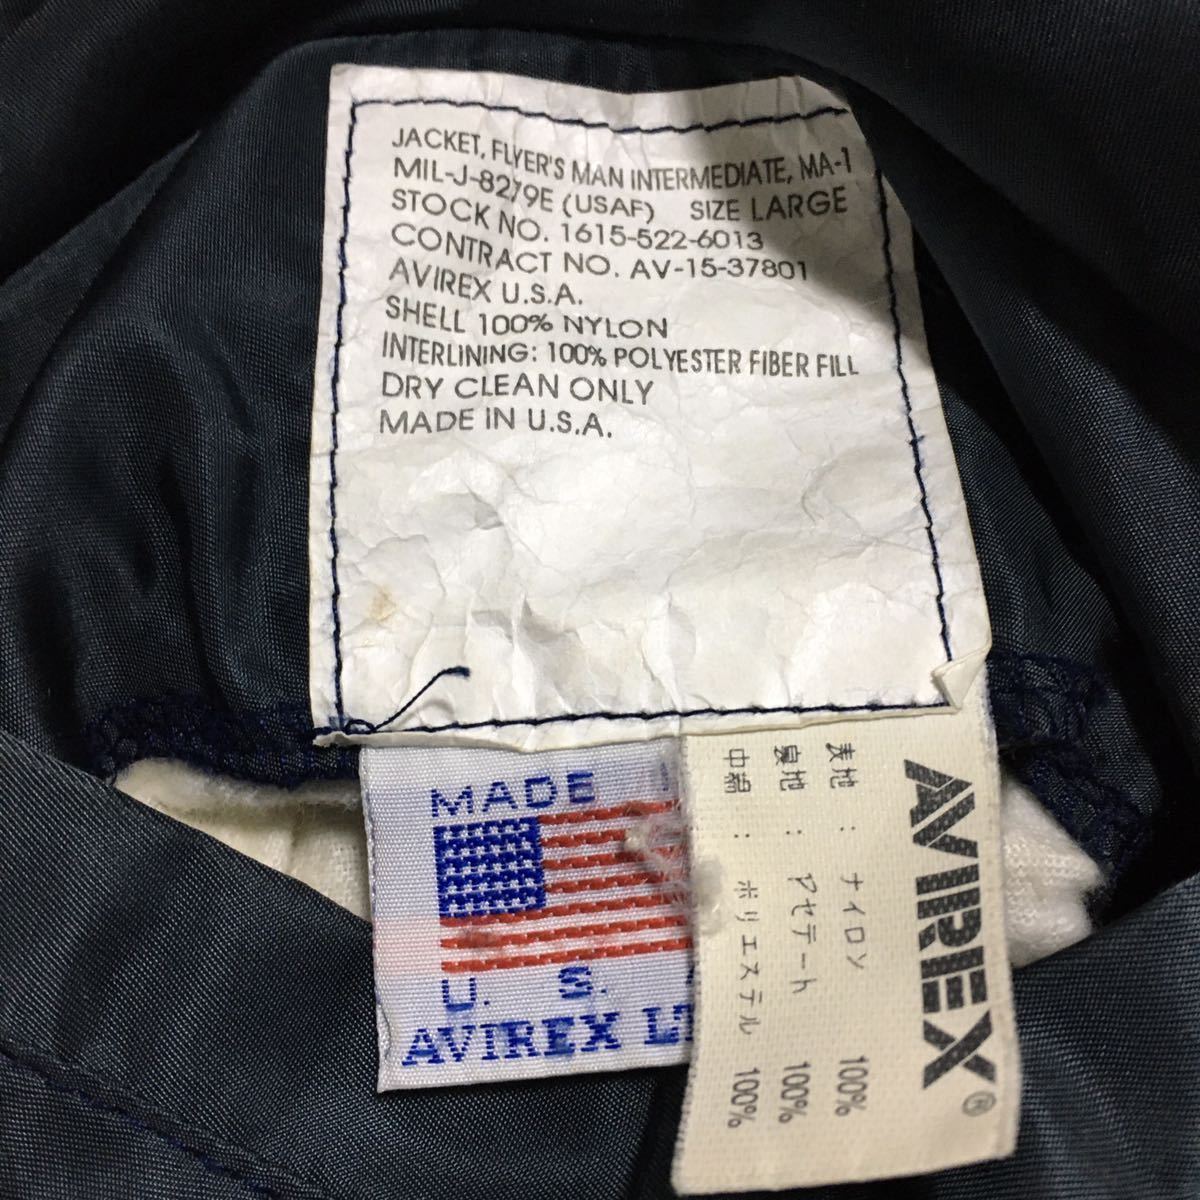 JACKET, FLYER'S MAN INTERMEDIATE, MA-1
MIL-J-8279E (USAF) SIZE LARGE
STOCK NO. 1615-522-6013
CONTRACT NO. AV-15-37801
AVIREX U.S.A.
SHELL 100% NYLON
INTERLINING: 100% POLYESTER FIBER FILL
DRY CLEAN ONLY
MADE IN U.S.A.
MADE
U. S.
AVIREX
AVIREX®
表地 : ナイロン 100%
裏地 : アセテート 100%
中綿 : ポリエステル 100%